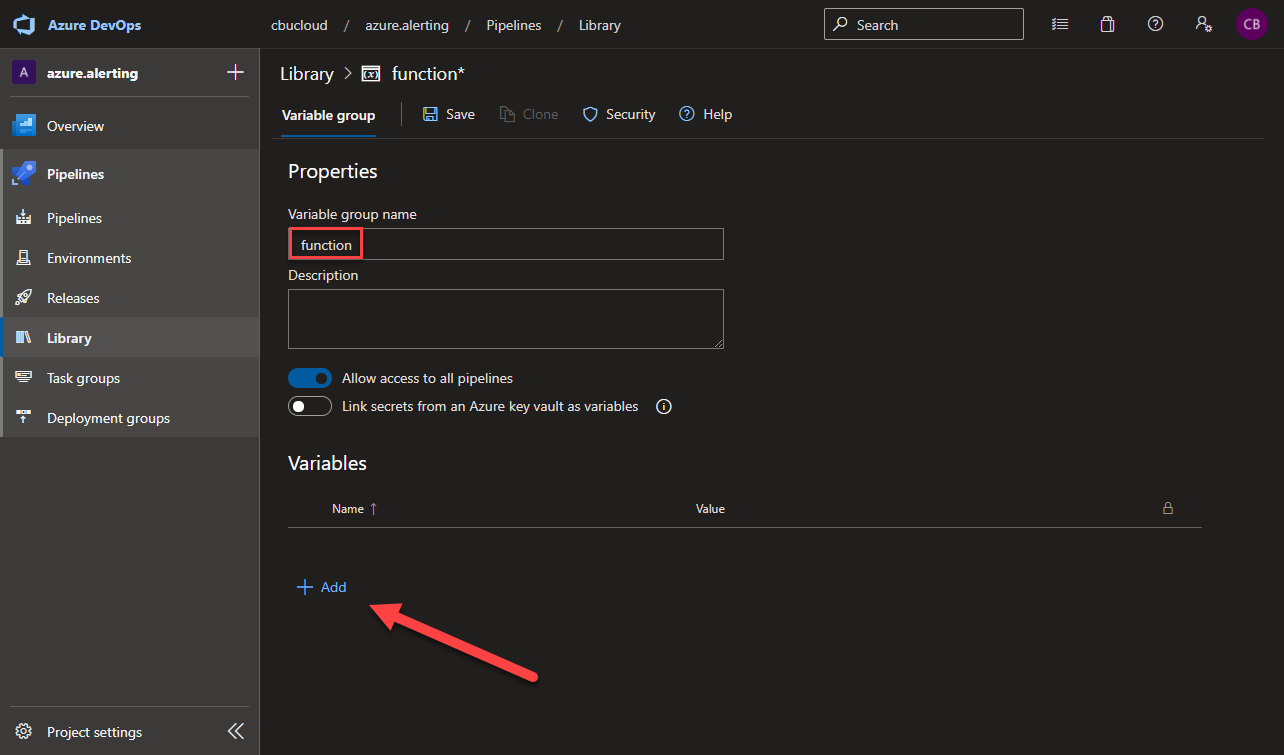 Azure DevOps
cbucloud / azure.alerting / Pipelines / Library
Search
CB
A azure.alerting
Library > function*
Variable group
Save
Clone
Security
Help
Overview
Pipelines
Pipelines
Environments
Releases
Library
Task groups
Deployment groups
Project settings
Properties
Variable group name
function
Description
Allow access to all pipelines
Link secrets from an Azure key vault as variables
Variables
Name ↑ Value
+ Add